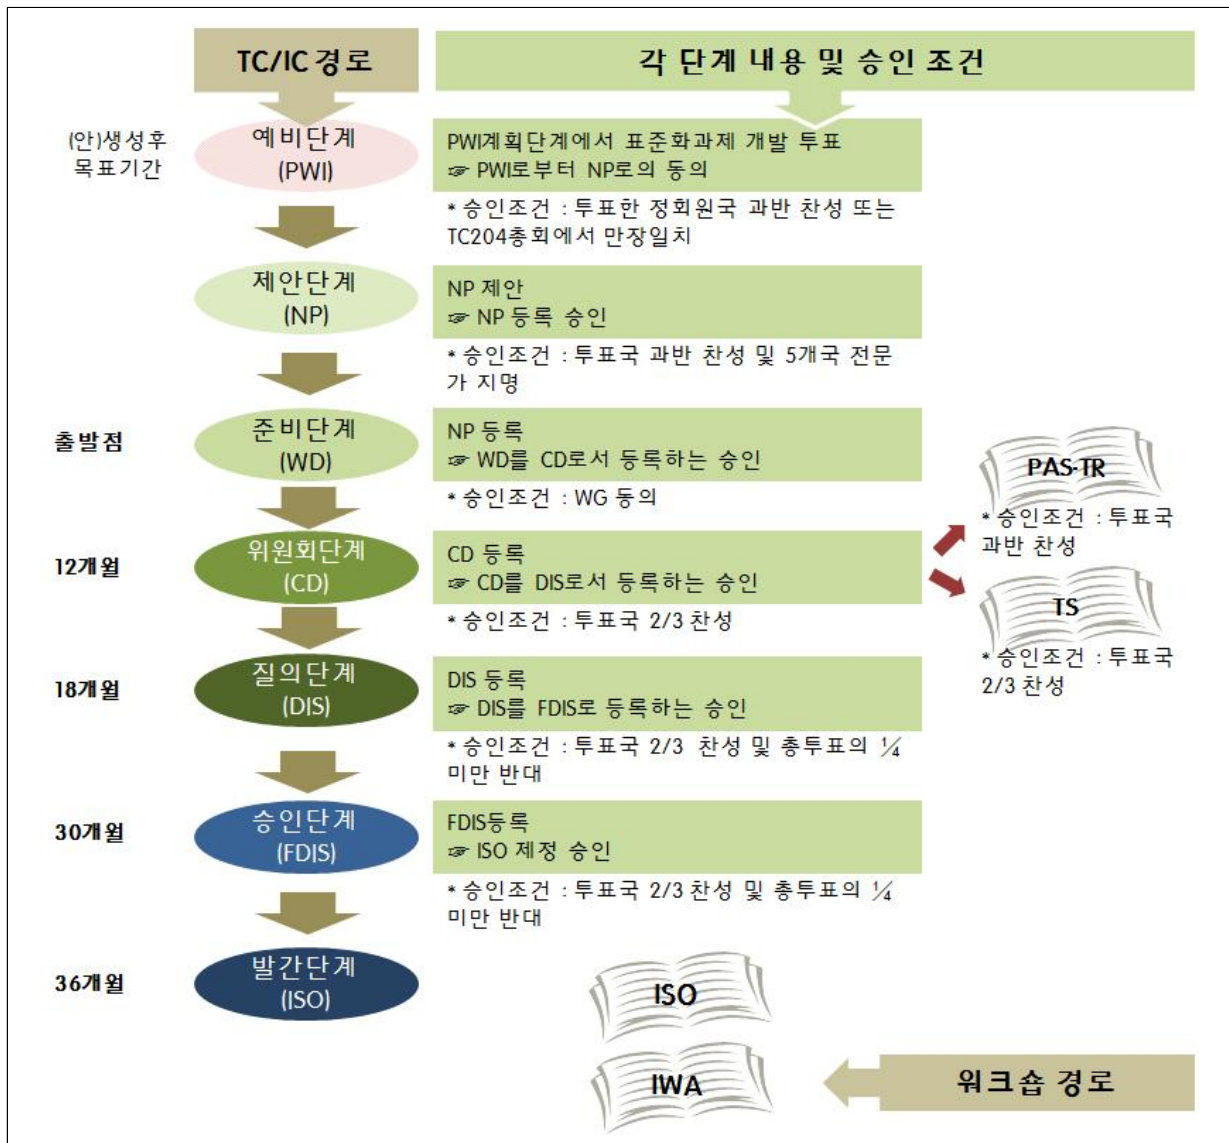 TC/IC 경로
각 단계 내용 및 승인 조건
(안)생성후
목표기간
예비단계
(PWI)
PWI계획단계에서 표준화과제 개발 투표
☞ PWI로부터 NP로의 동의
* 승인조건 : 투표한 정회원국 과반 찬성 또는
TC204총회에서 만장일치
제안단계
(NP)
NP 제안
☞ NP 등록 승인
* 승인조건 : 투표국 과반 찬성 및 5개국 전문
가 지명
출발점
준비단계
(WD)
NP 등록
☞ WD를 CD로서 등록하는 승인
* 승인조건 : WG 동의
PAS-TR
* 승인조건 : 투표국
과반 찬성
12개월
위원회단계
(CD)
CD 등록
☞ CD를 DIS로서 등록하는 승인
* 승인조건 : 투표국 2/3 찬성
TS
* 승인조건 : 투표국
2/3 찬성
18개월
질의단계
(DIS)
DIS 등록
☞ DIS를 FDIS로 등록하는 승인
* 승인조건 : 투표국 2/3 찬성 및 총투표의 ¼
미만 반대
30개월
승인단계
(FDIS)
FDIS등록
☞ ISO 제정 승인
* 승인조건 : 투표국 2/3 찬성 및 총투표의 ¼
미만 반대
36개월
발간단계
(ISO)
ISO
IWA
워크숍 경로